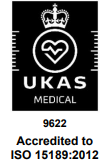 UKAS
MEDICAL
9622
Accredited to
ISO 15189:2012